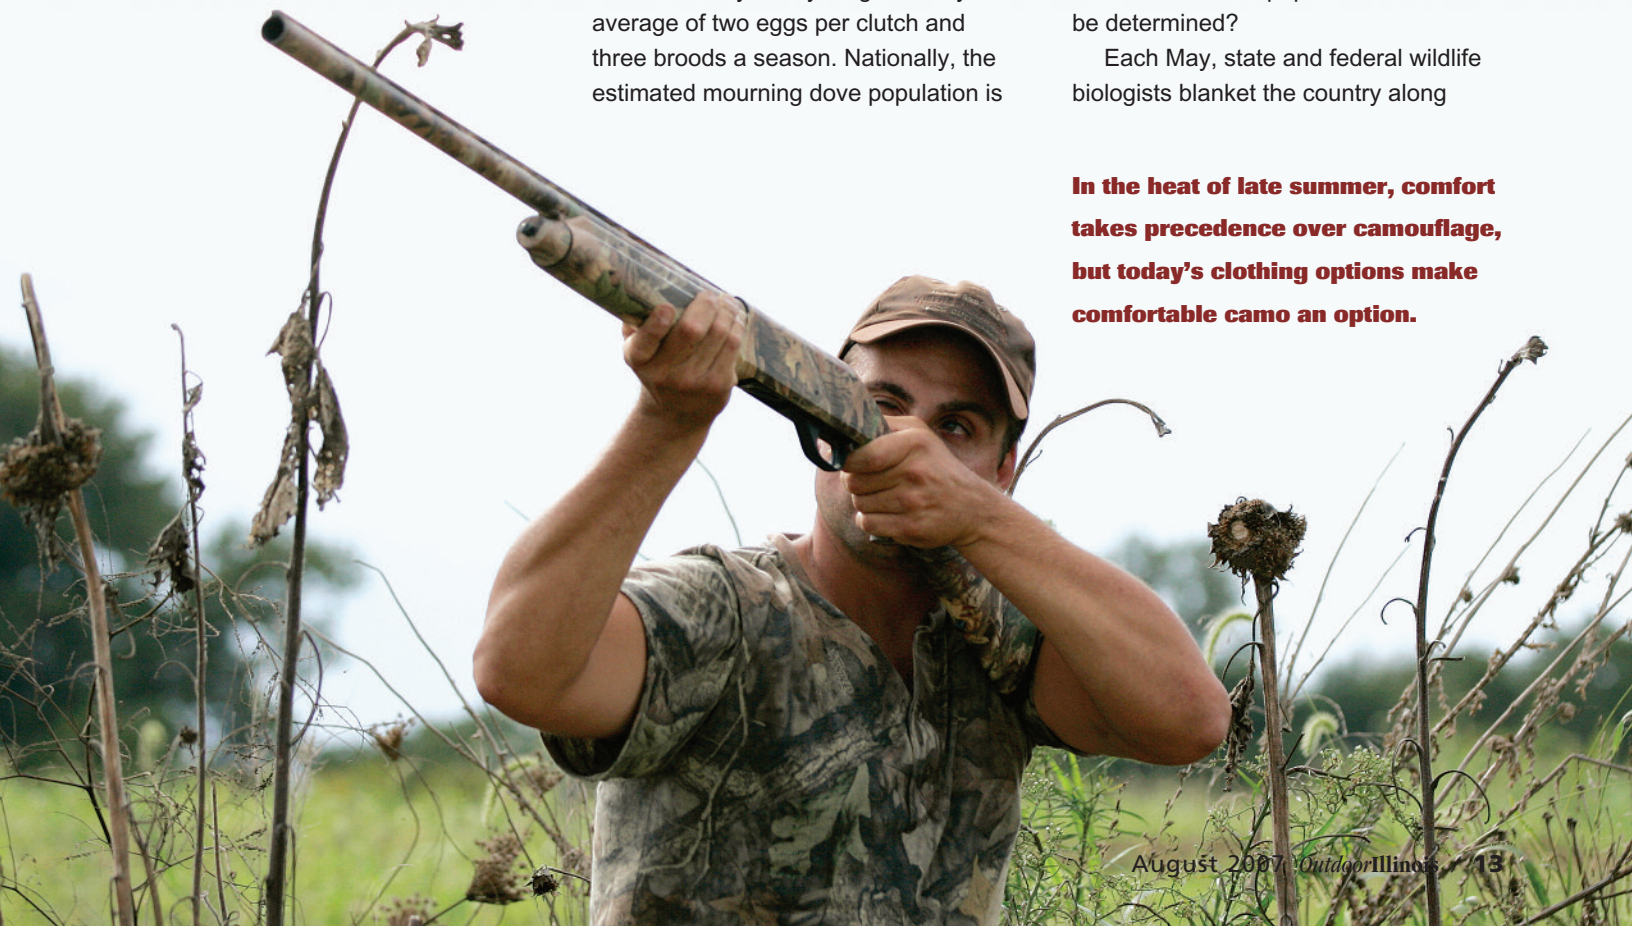 average of two eggs per clutch and
three broods a season. Nationally, the
estimated mourning dove population is
be determined?
Each May, state and federal wildlife
biologists blanket the country along
In the heat of late summer, comfort
takes precedence over camouflage,
but today’s clothing options make
comfortable camo an option.
August 2007 OutdoorIllinois / 13